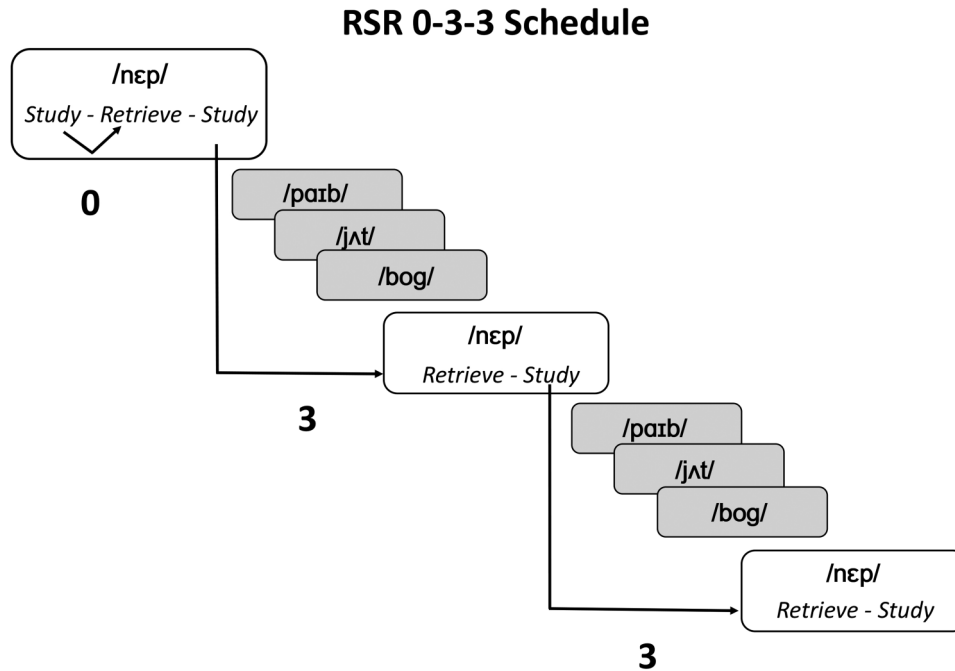 RSR 0-3-3 Schedule
/nɛp/
Study - Retrieve - Study
0
/paɪb/
/jʌt/
/bog/
/nɛp/
Retrieve - Study
3
/paɪb/
/jʌt/
/bog/
/nɛp/
Retrieve - Study
3